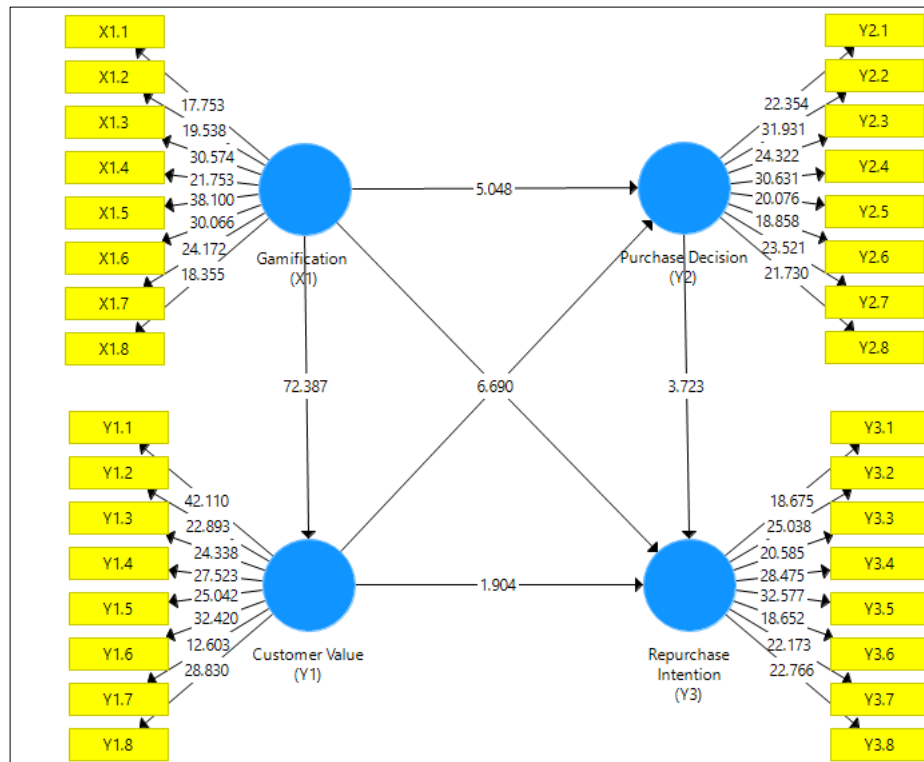 X1.1
X1.2
X1.3
X1.4
X1.5
X1.6
X1.7
X1.8
17.753
19.538
30.574
21.753
38.100
30.066
24.172
18.355
Gamification
(X1)
5.048
Purchase Decision
(Y2)
22.354
31.931
24.322
30.631
20.076
18.858
23.521
21.730
Y2.1
Y2.2
Y2.3
Y2.4
Y2.5
Y2.6
Y2.7
Y2.8
72.387
6.690
3.723
Y1.1
Y1.2
Y1.3
Y1.4
Y1.5
Y1.6
Y1.7
Y1.8
42.110
22.893
24.338
27.523
25.042
32.420
12.603
28.830
Customer Value
(Y1)
1.904
Repurchase
Intention
(Y3)
18.675
25.038
20.585
28.475
32.577
18.652
22.173
22.766
Y3.1
Y3.2
Y3.3
Y3.4
Y3.5
Y3.6
Y3.7
Y3.8